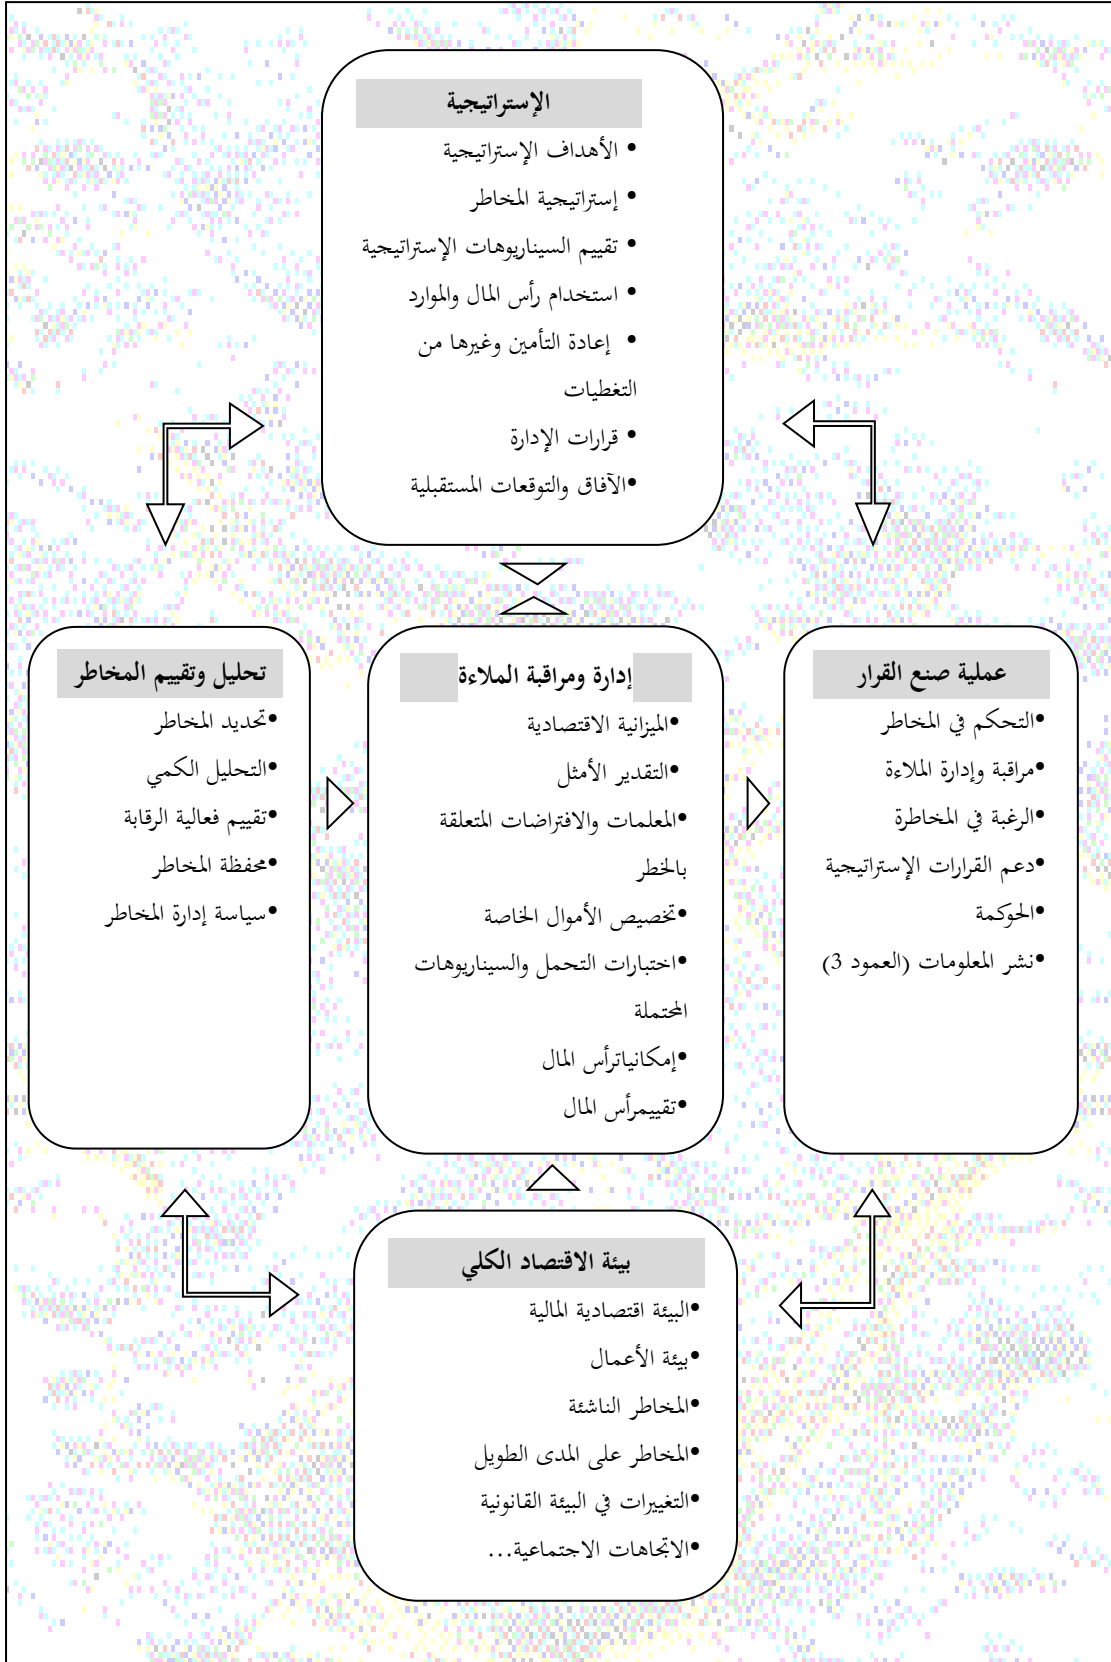 الإستراتيجية
•الأهداف الإستراتيجية
•إستراتيجية المخاطر
•تقييم السيناريوهات الإستراتيجية
•استخدام رأس المال والموارد
•إعادة التأمين وغيرها من
التغطيات
•قرارات الإدارة
•الآفاق والتوقعات المستقبلية
عملية صنع القرار
•التحكم في المخاطر
•مراقبة وإدارة الملاءة
•الرغبة في المخاطرة
•دعم القرارات الإستراتيجية
•الحوكمة
•نشر المعلومات (العمود 3)
إدارة ومراقبة الملاءة
•الميزانية الاقتصادية
•التقدير الأمثل
•المعلمات والافتراضات المتعلقة
بالخطر
•تخصيص الأموال الخاصة
•اختبارات التحمل والسيناريوهات
المحتملة
•إمكانياترأس المال
•تقييمرأس المال
تحليل وتقييم المخاطر
•تحديد المخاطر
•التحليل الكمي
•تقييم فعالية الرقابة
•محفظة المخاطر
•سياسة إدارة المخاطر
بيئة الاقتصاد الكلي
•البيئة اقتصادية المالية
•بيئة الأعمال
•المخاطر الناشئة
•المخاطر على المدى الطويل
•التغييرات في البيئة القانونية
•الاتجاهات الاجتماعية...